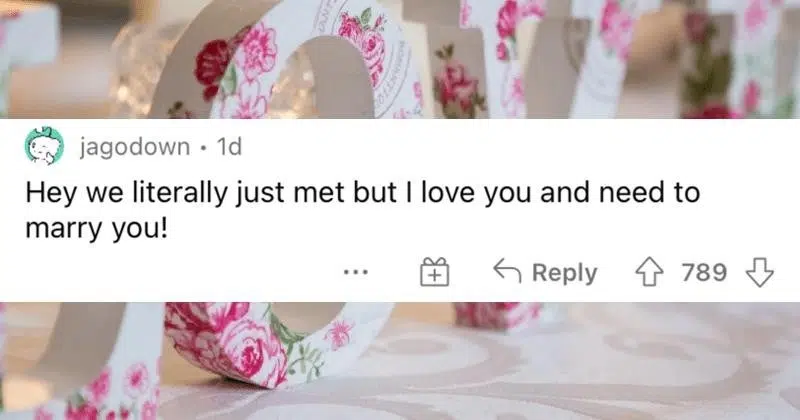 jagodown • 1d
Hey we literally just met but I love you and need to
marry you!
... Reply 789